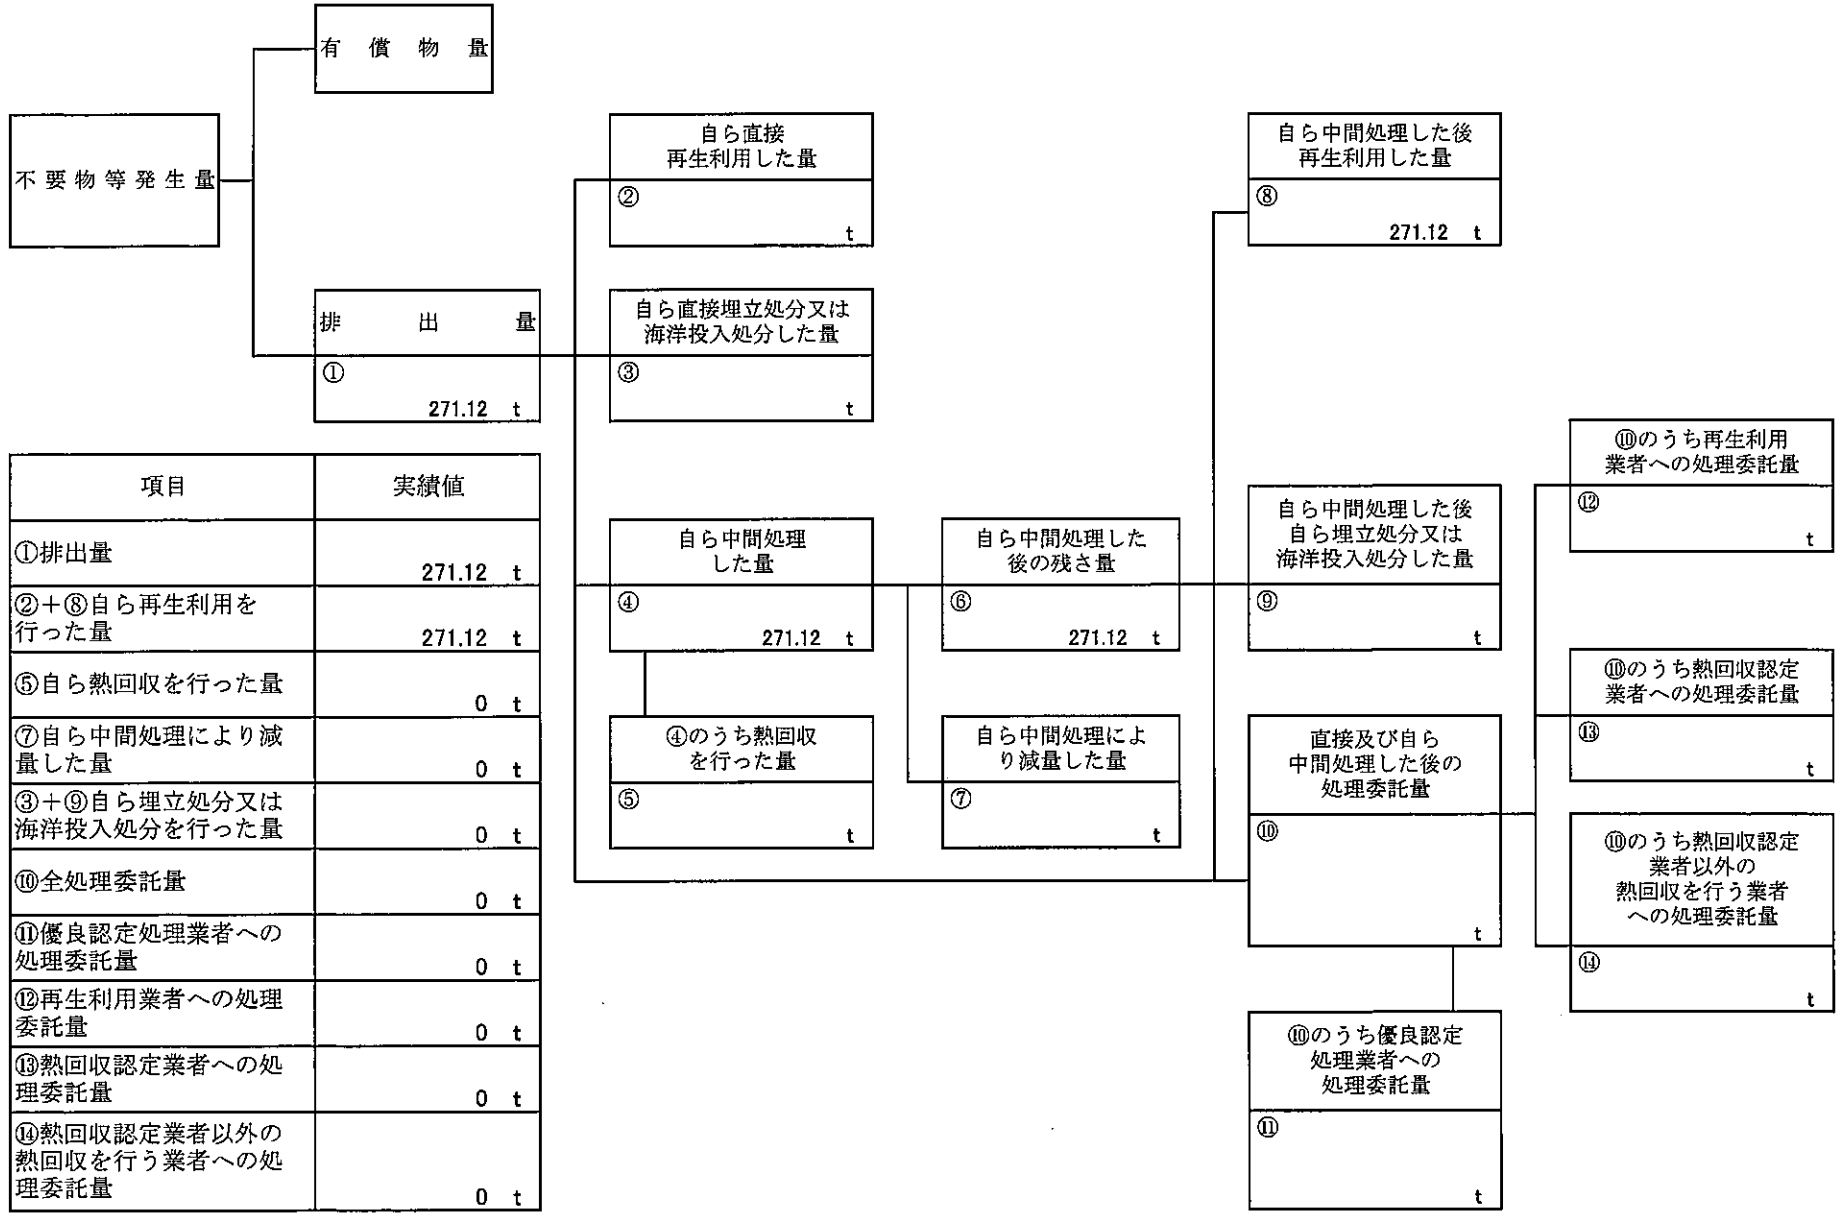 有償物量
不要物等発生量
排出量
①
271.12 t
自ら直接
再生利用した量
②
t
自ら直接埋立処分又は
海洋投入処分した量
③
t
自ら中間処理
した量
④
271.12 t
④のうち熱回収
を行った量
⑤
t
自ら中間処理した
後の残さ量
⑥
271.12 t
自ら中間処理によ
り減量した量
⑦
t
自ら中間処理した後
再生利用した量
⑧
271.12 t
自ら中間処理した後
自ら埋立処分又は
海洋投入処分した量
⑨
t
直接及び自ら
中間処理した後の
処理委託量
⑩
t
⑩のうち優良認定
処理業者への
処理委託量
⑪
t
⑩のうち再生利用
業者への処理委託量
⑫
t
⑩のうち熱回収認定
業者への処理委託量
⑬
t
⑩のうち熱回収認定
業者以外の
熱回収を行う業者
への処理委託量
⑭
t
項目 実績値
①排出量
271.12 t
②＋⑧自ら再生利用を
行った量
271.12 t
⑤自ら熱回収を行った量
0 t
⑦自ら中間処理により減
量した量
0 t
③＋⑨自ら埋立処分又は
海洋投入処分を行った量
0 t
⑩全処理委託量
0 t
⑪優良認定処理業者への
処理委託量
0 t
⑫再生利用業者への処理
委託量
0 t
⑬熱回収認定業者への処
理委託量
0 t
⑭熱回収認定業者以外の
熱回収を行う業者への処
理委託量
0 t